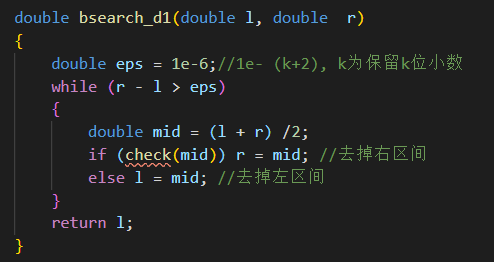 double bsearch_d1(double l, double  r)
{
    double eps = 1e-6;//1e- (k+2), k为保留k位小数
    while (r - l > eps)
    {
        double mid = (l + r) /2;
        if (check(mid)) r = mid; //去掉右区间
        else l = mid; //去掉左区间
    }
    return l;
}